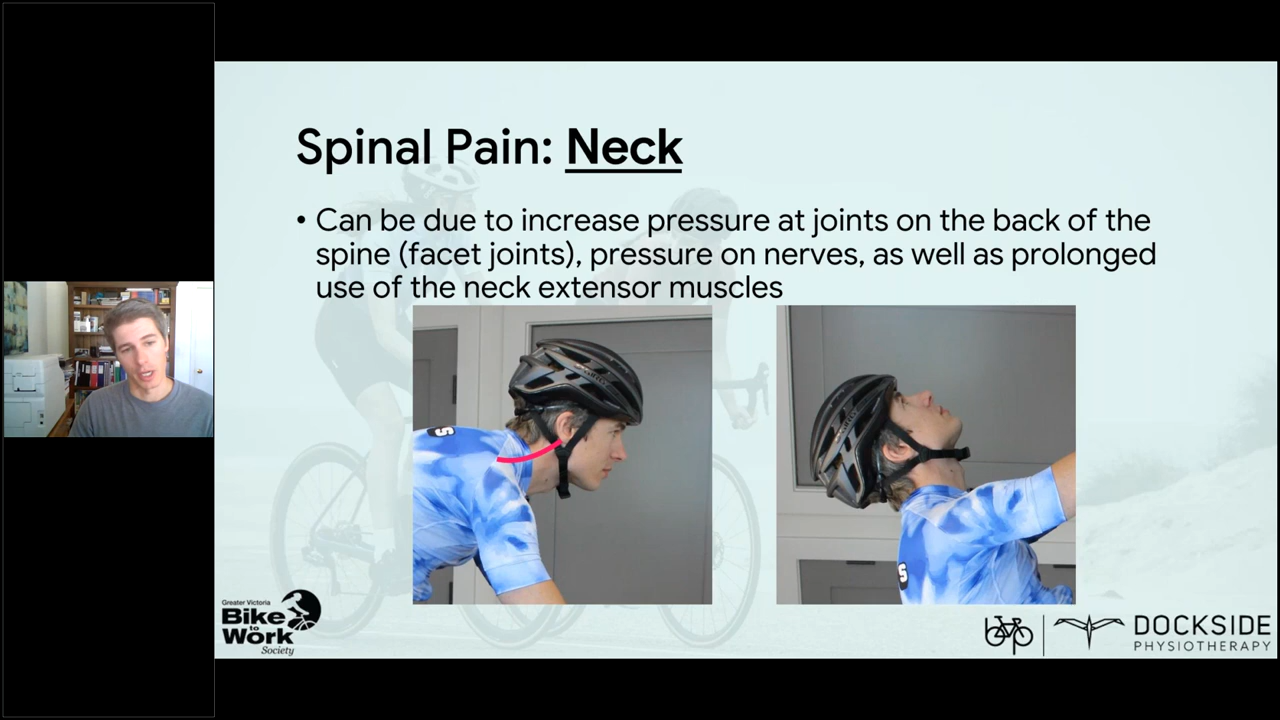 Spinal Pain: Neck
• Can be due to increase pressure at joints on the back of the
spine (facet joints), pressure on nerves, as well as prolonged
use of the neck extensor muscles
S
S
Greater Victoria
Bike
to
Work
Society
DOCKSIDE
PHYSIOTHERAPY